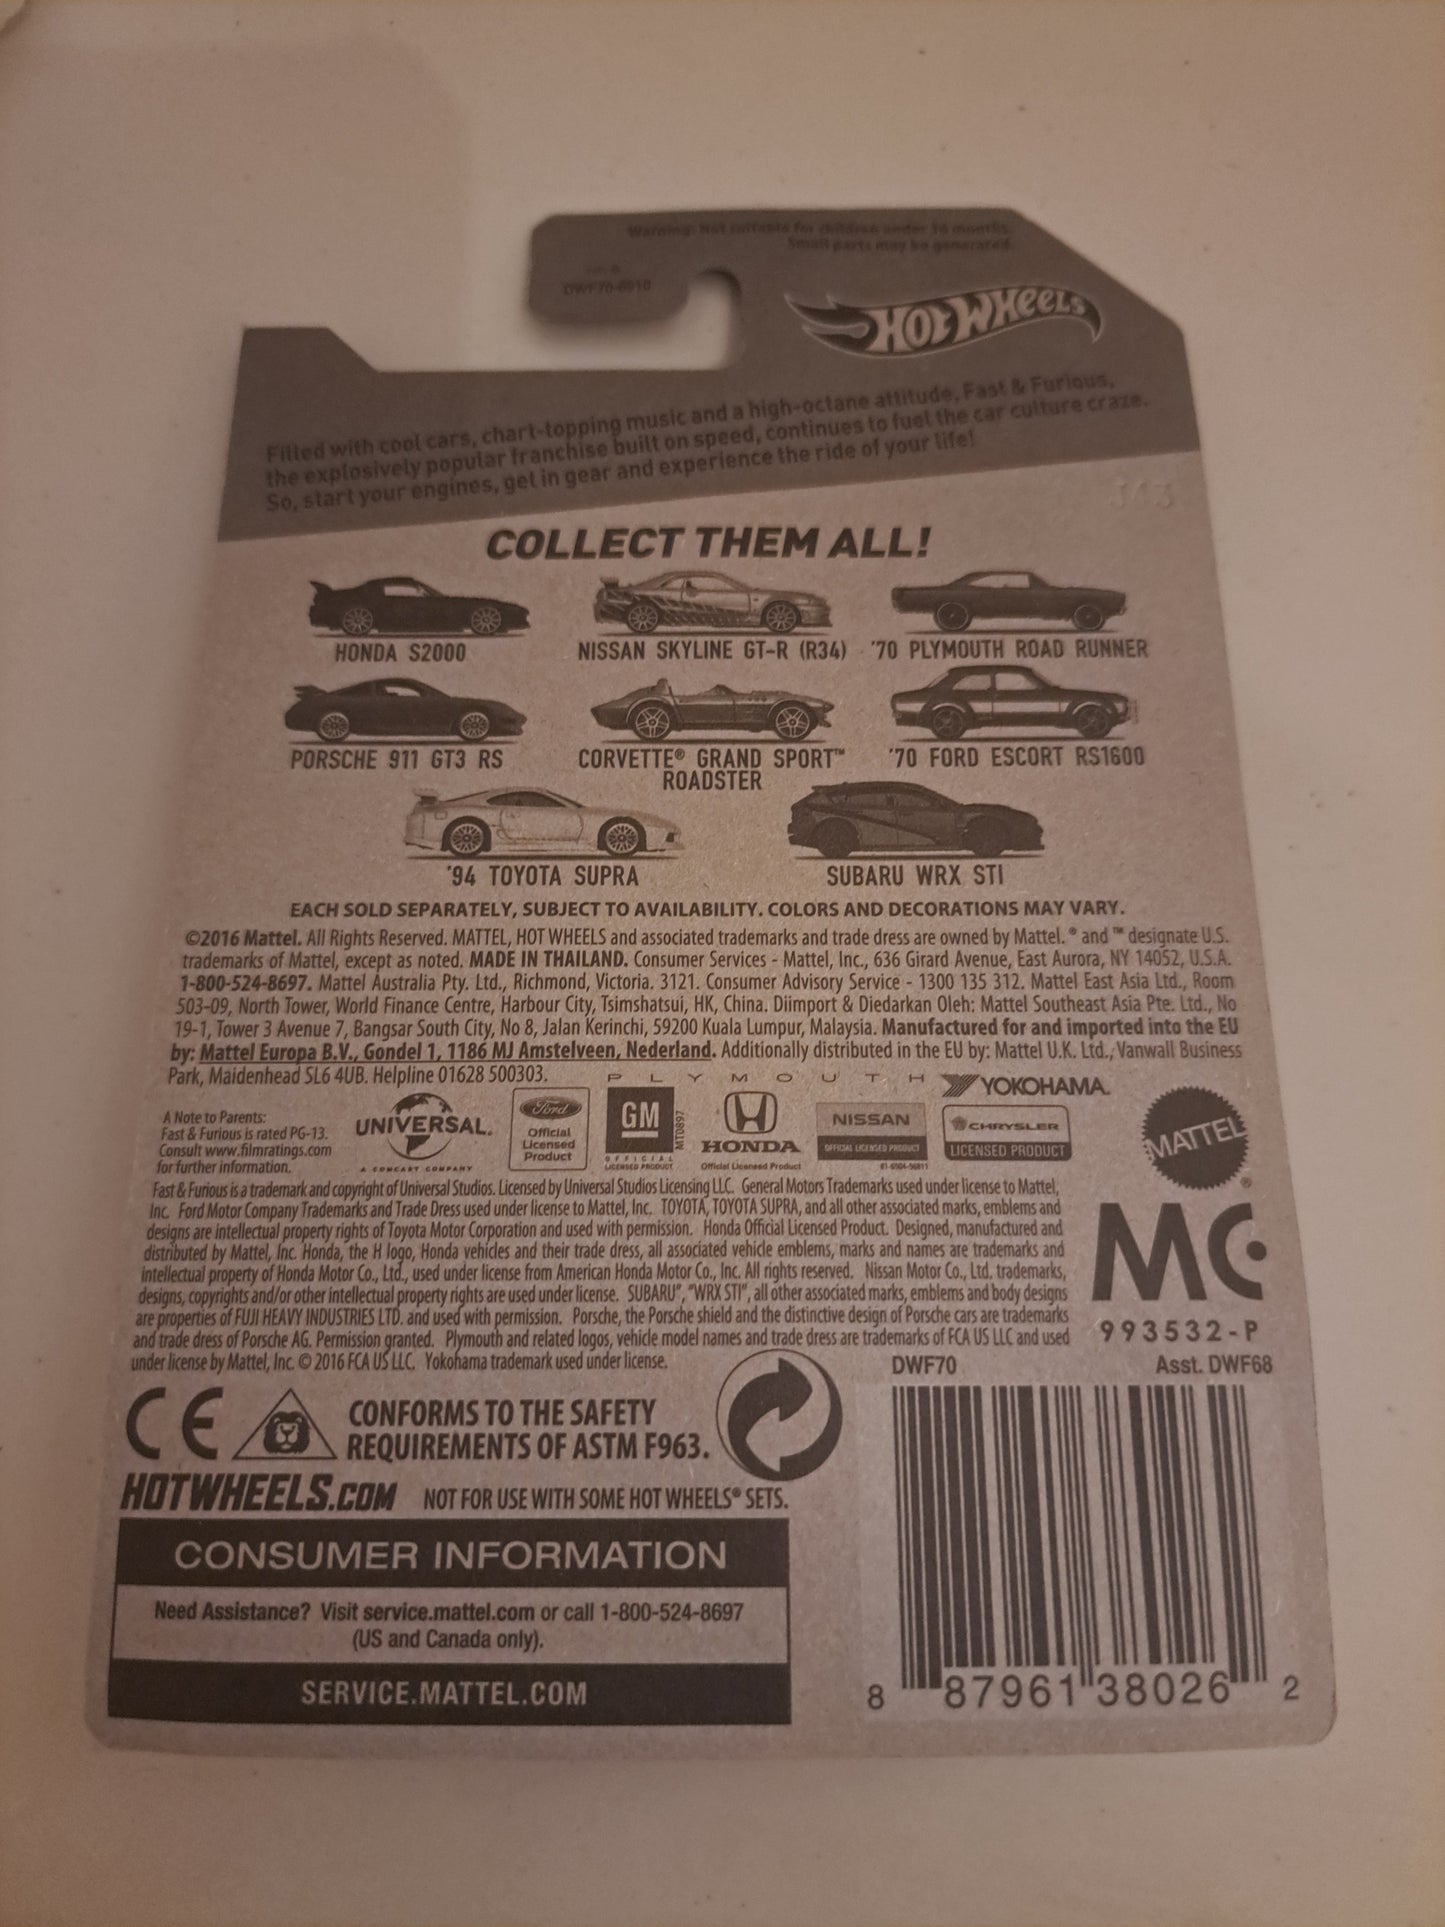 Warning: Not suitable for children under 36 months.
Small parts may be generated.
DWF70-0910
HOT WHEELS
Filled with cool cars, chart-topping music and a high-octane attitude, Fast & Furious,
the explosively popular franchise built on speed, continues to fuel the car culture craze.
So, start your engines, get in gear and experience the ride of your life!
COLLECT THEM ALL!
HONDA S2000
NISSAN SKYLINE GT-R (R34)
'70 PLYMOUTH ROAD RUNNER
PORSCHE 911 GT3 RS
CORVETTE® GRAND SPORT™
ROADSTER
'70 FORD ESCORT RS1600
'94 TOYOTA SUPRA
SUBARU WRX STI
EACH SOLD SEPARATELY, SUBJECT TO AVAILABILITY. COLORS AND DECORATIONS MAY VARY.
©2016 Mattel. All Rights Reserved. MATTEL, HOT WHEELS and associated trademarks and trade dress are owned by Mattel. ® and ™ designate U.S.
trademarks of Mattel, except as noted. MADE IN THAILAND. Consumer Services - Mattel, Inc., 636 Girard Avenue, East Aurora, NY 14052, U.S.A.
1-800-524-8697. Mattel Australia Pty. Ltd., Richmond, Victoria. 3121. Consumer Advisory Service - 1300 135 312. Mattel East Asia Ltd., Room
503-09, North Tower, World Finance Centre, Harbour City, Tsimshatsui, HK, China. Diimport & Diedarkan Oleh: Mattel Southeast Asia Pte. Ltd., No
19-1, Tower 3 Avenue 7, Bangsar South City, No 8, Jalan Kerinchi, 59200 Kuala Lumpur, Malaysia. Manufactured for and imported into the EU
by: Mattel Europa B.V., Gondel 1, 1186 MJ Amstelveen, Nederland. Additionally distributed in the EU by: Mattel U.K. Ltd., Vanwall Business
Park, Maidenhead SL6 4UB. Helpline 01628 500303.
PLYMOUTH
YOKOHAMA.
A Note to Parents:
Fast & Furious is rated PG-13.
Consult www.filmratings.com
for further information.
UNIVERSAL.
A COMCAST COMPANY
Ford
Official
Licensed
Product
GM
OFFICIAL
LICENSED PRODUCT
MT0897
HONDA
Official Licensed Product
NISSAN
OFFICIAL LICENSED PRODUCT
CHRYSLER
LICENSED PRODUCT
MATTEL®
Fast & Furious is a trademark and copyright of Universal Studios. Licensed by Universal Studios Licensing LLC. General Motors Trademarks used under license to Mattel,
Inc. Ford Motor Company Trademarks and Trade Dress used under license to Mattel, Inc. TOYOTA, TOYOTA SUPRA, and all other associated marks, emblems and
designs are intellectual property rights of Toyota Motor Corporation and used with permission. Honda Official Licensed Product. Designed, manufactured and
distributed by Mattel, Inc. Honda, the H logo, Honda vehicles and their trade dress, all associated vehicle emblems, marks and names are trademarks and
intellectual property of Honda Motor Co., Ltd., used under license from American Honda Motor Co., Inc. All rights reserved. Nissan Motor Co., Ltd. trademarks,
designs, copyrights and/or other intellectual property rights are used under license. SUBARU", "WRX STI", all other associated marks, emblems and body designs
are properties of FUJI HEAVY INDUSTRIES LTD. and used with permission. Porsche, the Porsche shield and the distinctive design of Porsche cars are trademarks
and trade dress of Porsche AG. Permission granted. Plymouth and related logos, vehicle model names and trade dress are trademarks of FCA US LLC and used
under license by Mattel, Inc. © 2016 FCA US LLC. Yokohama trademark used under license.
MC
993532-P
DWF70
Asst. DWF68
CE
CONFORMS TO THE SAFETY
REQUIREMENTS OF ASTM F963.
HOTWHEELS.COM
NOT FOR USE WITH SOME HOT WHEELS® SETS.
CONSUMER INFORMATION
Need Assistance? Visit service.mattel.com or call 1-800-524-8697
(US and Canada only).
SERVICE.MATTEL.COM
8 87961 38026 2